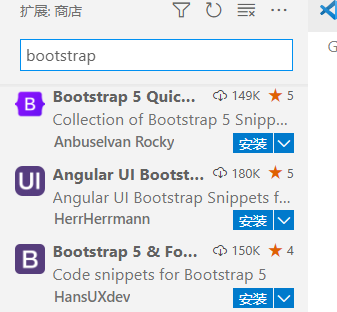 扩展: 商店
bootstrap
B
Bootstrap 5 Quic... 149K 5
Collection of Bootstrap 5 Snipp...
Anbuselvan Rocky 安装
UI
Angular UI Bootst... 180K 5
Angular UI Bootstrap Snippets f...
HerrHerrmann 安装
B
Bootstrap 5 & Fo... 150K 4
Code snippets for Bootstrap 5
HansUXdev 安装
G